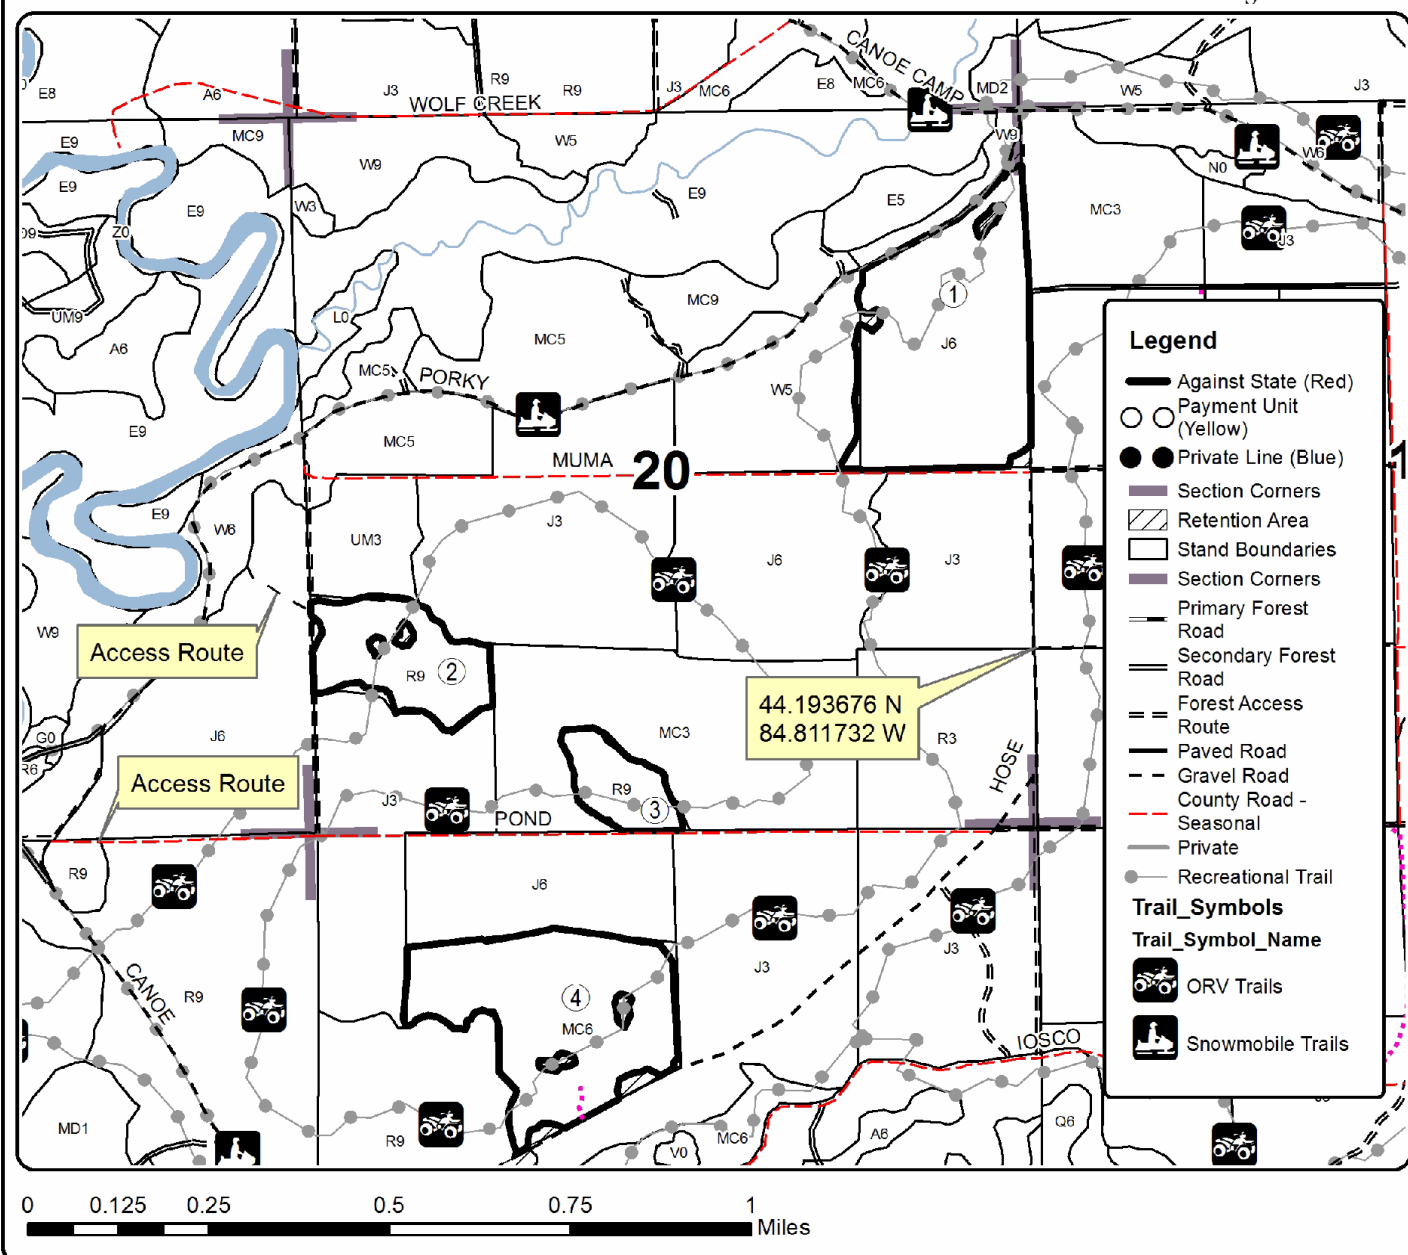 CANOE CAMP
E8
A6
J3
R9
R9
J3
MC6
E8
MC6
MD2
W5
J3
WOLF CREEK
E9
MC9
W5
W9
W6
W9
N0
E9
E9
W3
E9
E5
MC3
Z0
J3
UM9
L0
MC9
1
A6
MC5
J6
MC5
PORKY
W5
E9
MC5
MUMA
20
E9
W6
UM3
J3
J6
J3
W9
Access Route
R9
2
44.193676 N
84.811732 W
G0
R6
J6
MC3
R3
HOSE
Access Route
J3
R9
3
POND
R9
J6
J3
J3
CANOE
R9
4
MC6
IOSCO
MD1
R9
MC6
V0
A6
Q6
Legend
Against State (Red)
Payment Unit
(Yellow)
Private Line (Blue)
Section Corners
Retention Area
Stand Boundaries
Section Corners
Primary Forest
Road
Secondary Forest
Road
Forest Access
Route
Paved Road
Gravel Road
County Road -
Seasonal
Private
Recreational Trail
Trail_Symbols
Trail_Symbol_Name
ORV Trails
Snowmobile Trails
0 0.125 0.25 0.5 0.75 1
Miles